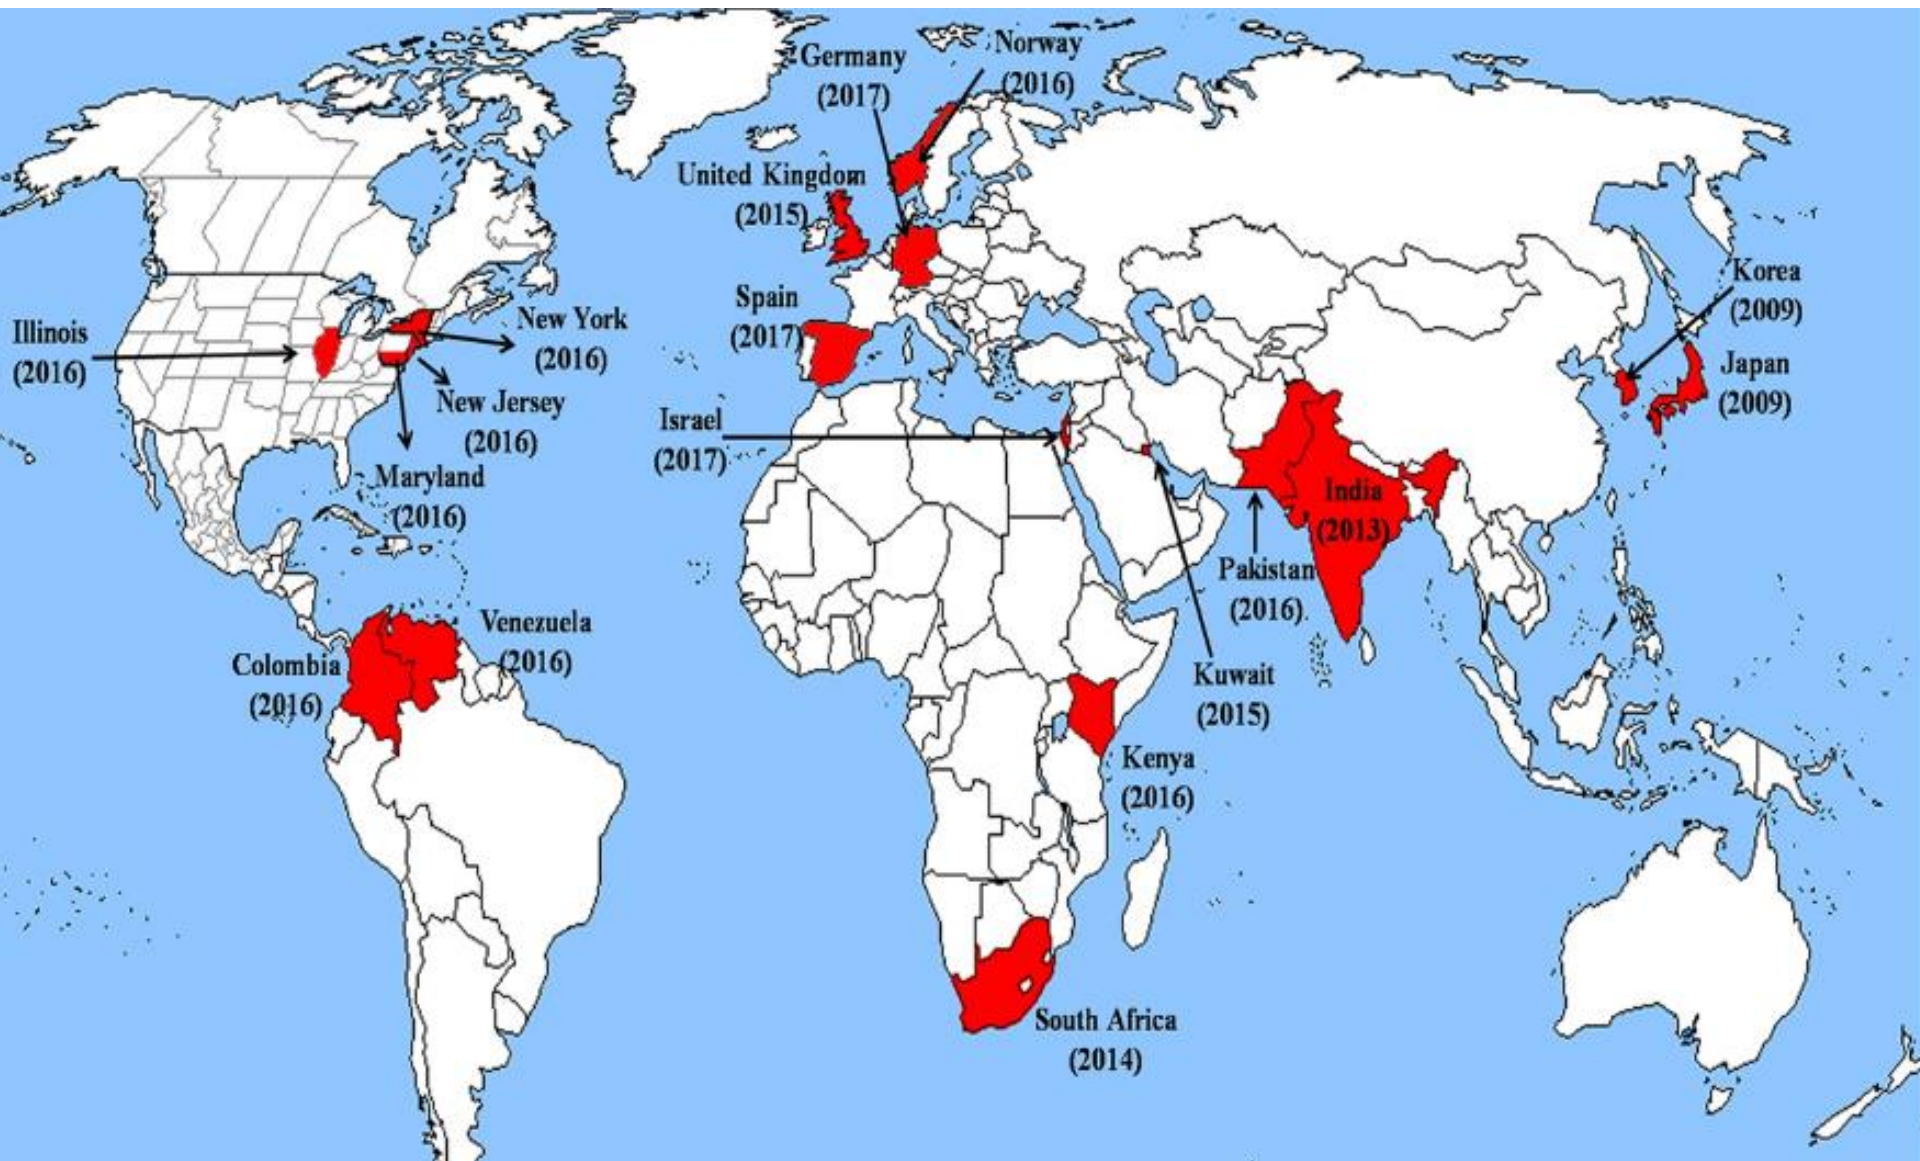 Germany
(2017)
Norway
(2016)
United Kingdom
(2015)
Korea
(2009)
Spain
(2017)
Illinois
(2016)
New York
(2016)
Japan
(2009)
New Jersey
(2016)
Israel
(2017)
Maryland
(2016)
India
(2013)
Pakistan
(2016)
Venezuela
(2016)
Colombia
(2016)
Kuwait
(2015)
Kenya
(2016)
South Africa
(2014)